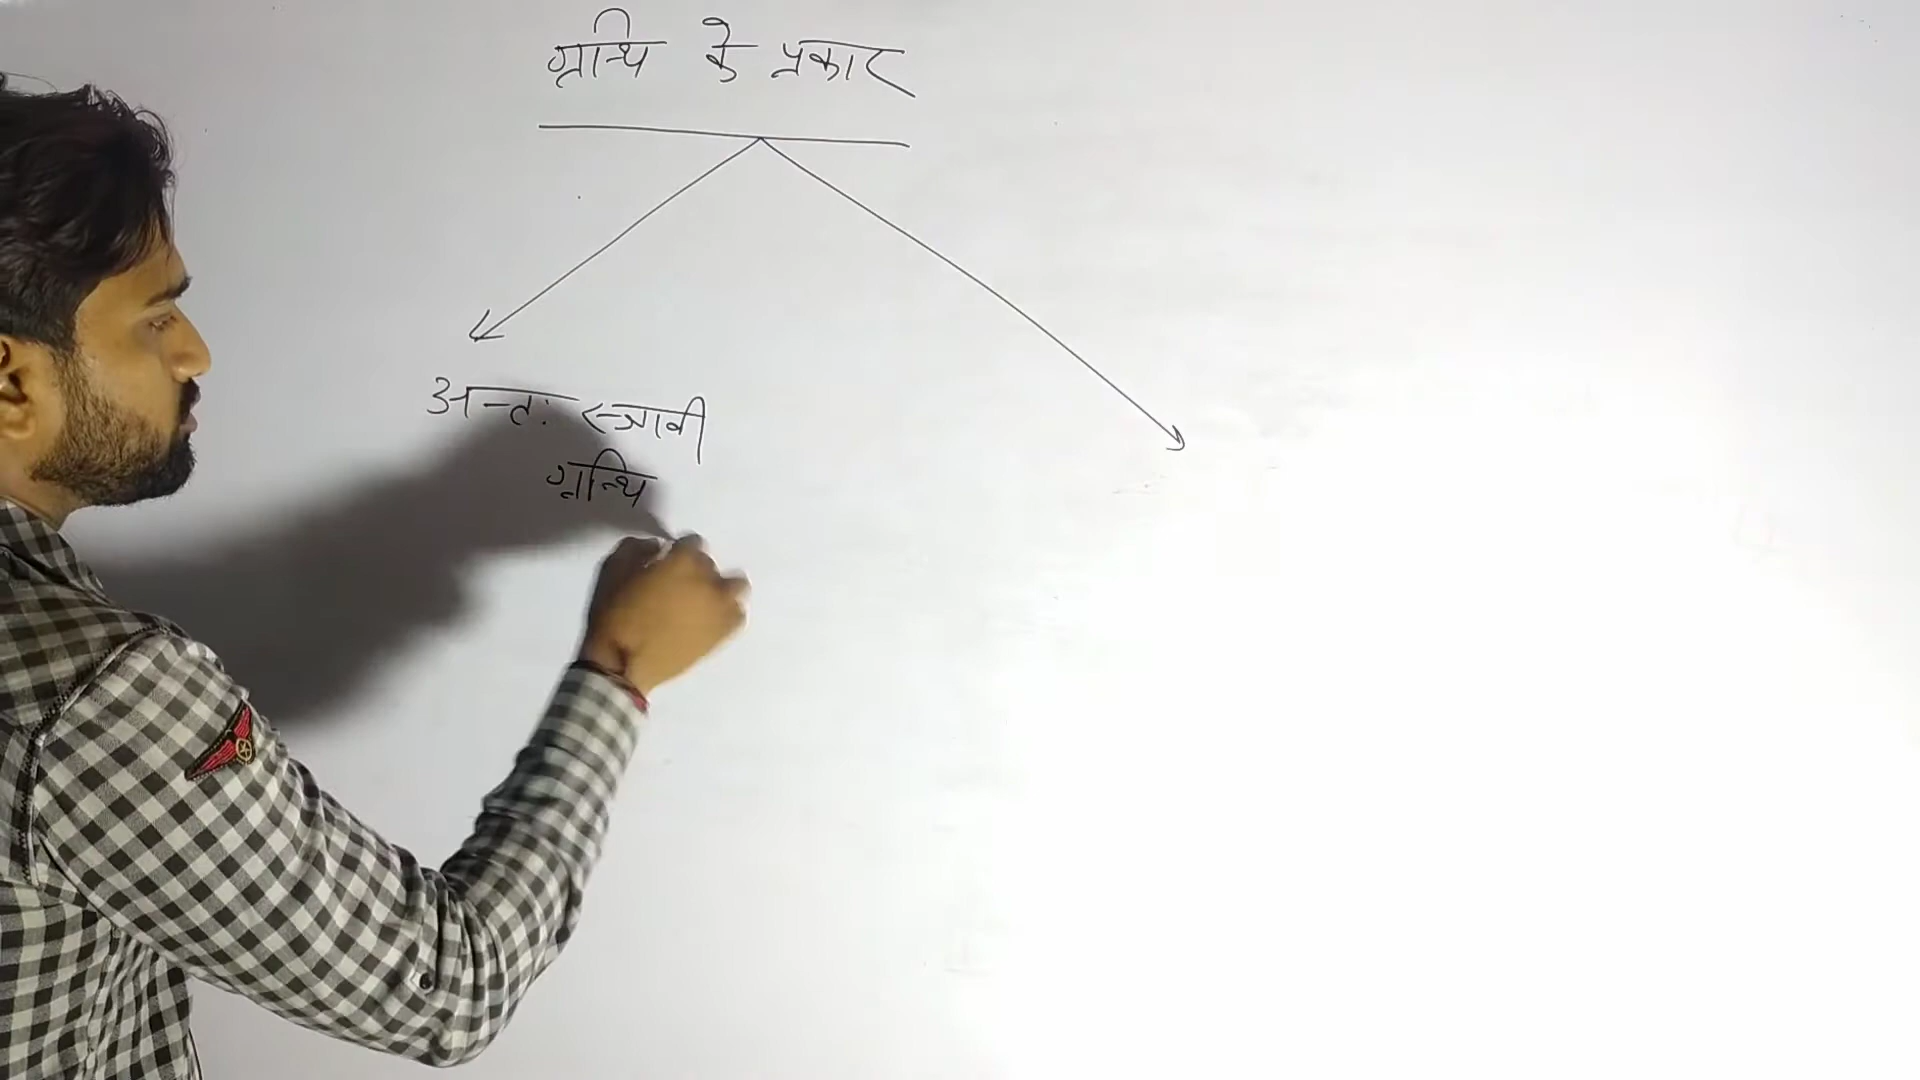 ग्रन्थि के प्रकार
अन्तः स्त्रावी
ग्रन्थि